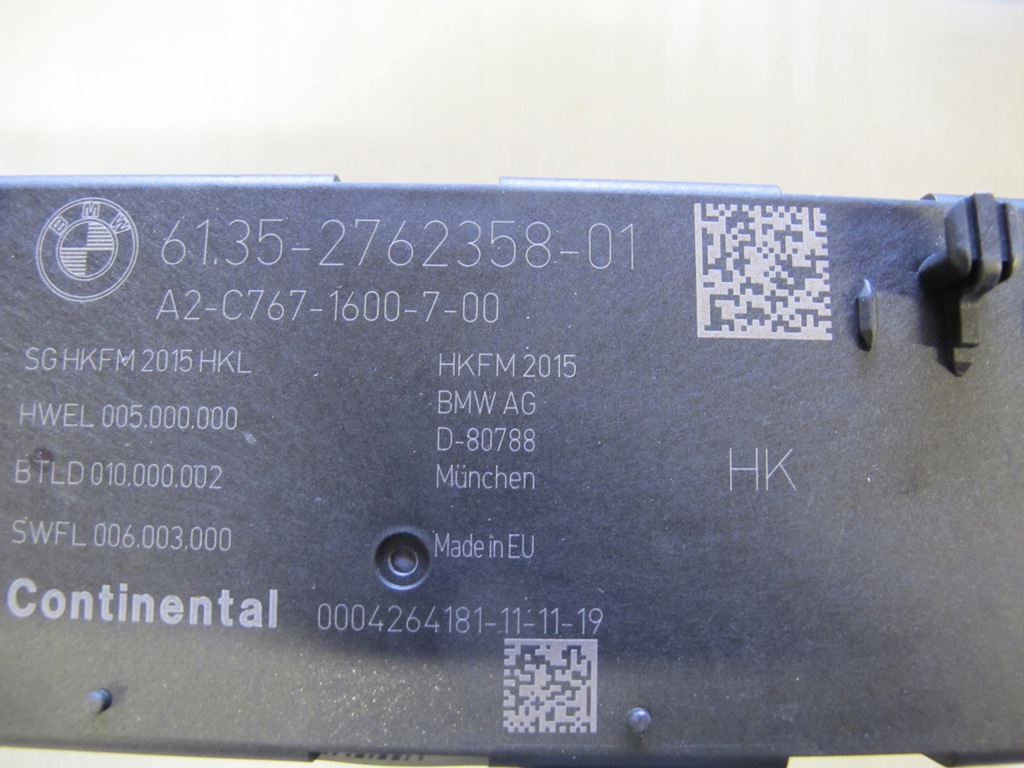 BMW
61.35-2762358-01
A2-C767-1600-7-00
SG HKFM 2015 HKL
HWEL 005.000.000
BTLD 010.000.002
SWFL 006.003.000
HKFM 2015
BMW AG
D-80788
München
Made in EU
HK
Continental
0004264181-11-11-19